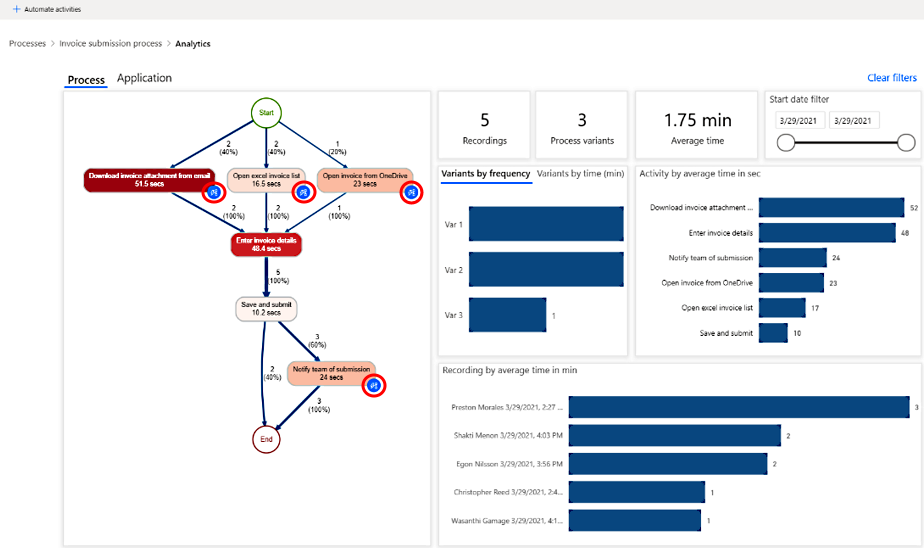 Automate activities
Processes > Invoice submission process > Analytics
Process Application
Clear filters
Start
2
(40%)
2
(40%)
1
(20%)
Download invoice attachment from email
51.5 secs
Open excel invoice list
16.5 secs
Open invoice from OneDrive
23 secs
2
(100%)
2
(100%)
1
(100%)
Enter invoice details
48.4 secs
5
(100%)
Save and submit
10.2 secs
3
(60%)
2
(40%)
Notify team of submission
24 secs
3
(100%)
End
5
Recordings
3
Process variants
1.75 min
Average time
Start date filter
3/29/2021 3/29/2021
Variants by frequency Variants by time (min)
Var 1
Var 2
Var 3 1
Activity by average time in sec
Download invoice attachment ... 52
Enter invoice details 48
Notify team of submission 24
Open invoice from OneDrive 23
Open excel invoice list 17
Save and submit 10
Recording by average time in min
Preston Morales 3/29/2021, 2:27 ... 3
Shakti Menon 3/29/2021, 4:03 PM 2
Egon Nilsson 3/29/2021, 3:56 PM 2
Christopher Reed 3/29/2021, 2:4... 1
Wasanthi Gamage 3/29/2021, 4:1... 1